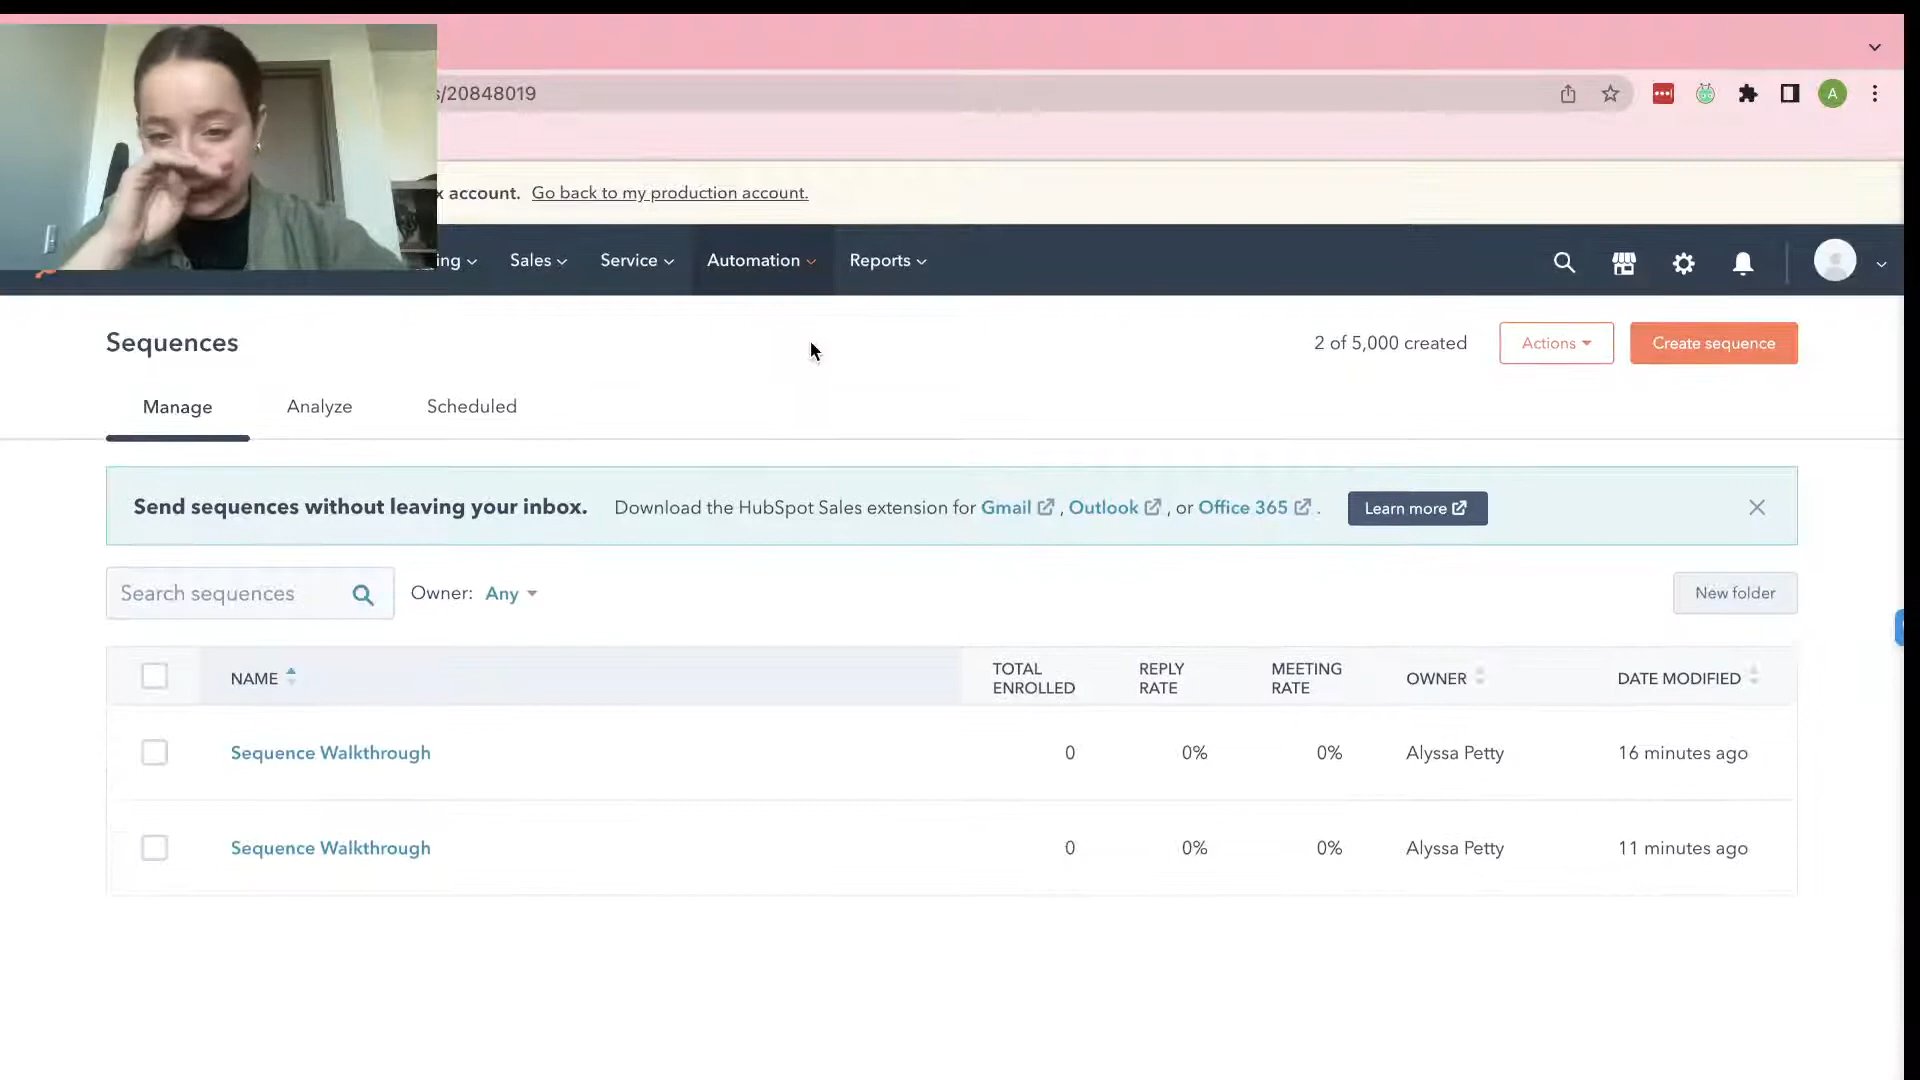 s/20848019
A
x account. Go back to my production account.
ing Sales Service Automation Reports
Sequences
2 of 5,000 created
Actions
Create sequence
Manage
Analyze
Scheduled
Send sequences without leaving your inbox. Download the HubSpot Sales extension for Gmail , Outlook , or Office 365 . Learn more
Search sequences
Owner: Any
New folder
NAME TOTAL ENROLLED REPLY RATE MEETING RATE OWNER DATE MODIFIED
Sequence Walkthrough 0 0% 0% Alyssa Petty 16 minutes ago
Sequence Walkthrough 0 0% 0% Alyssa Petty 11 minutes ago